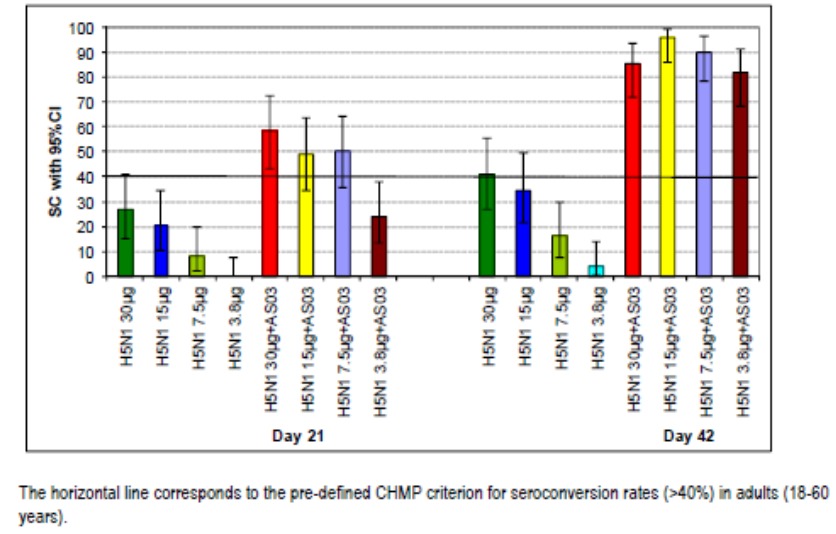 SC with 95%CI
100
90
80
70
60
50
40
30
20
10
0
H5N1 30µg
H5N1 15µg
H5N1 7.5µg
H5N1 3.8µg
H5N1 30µg+AS03
H5N1 15µg+AS03
H5N1 7.5µg+AS03
H5N1 3.8µg+AS03
H5N1 30µg
H5N1 15µg
H5N1 7.5µg
H5N1 3.8µg
H5N1 30µg+AS03
H5N1 15µg+AS03
H5N1 7.5µg+AS03
H5N1 3.8µg+AS03
Day 21
Day 42
The horizontal line corresponds to the pre-defined CHMP criterion for seroconversion rates (>40%) in adults (18-60
years).